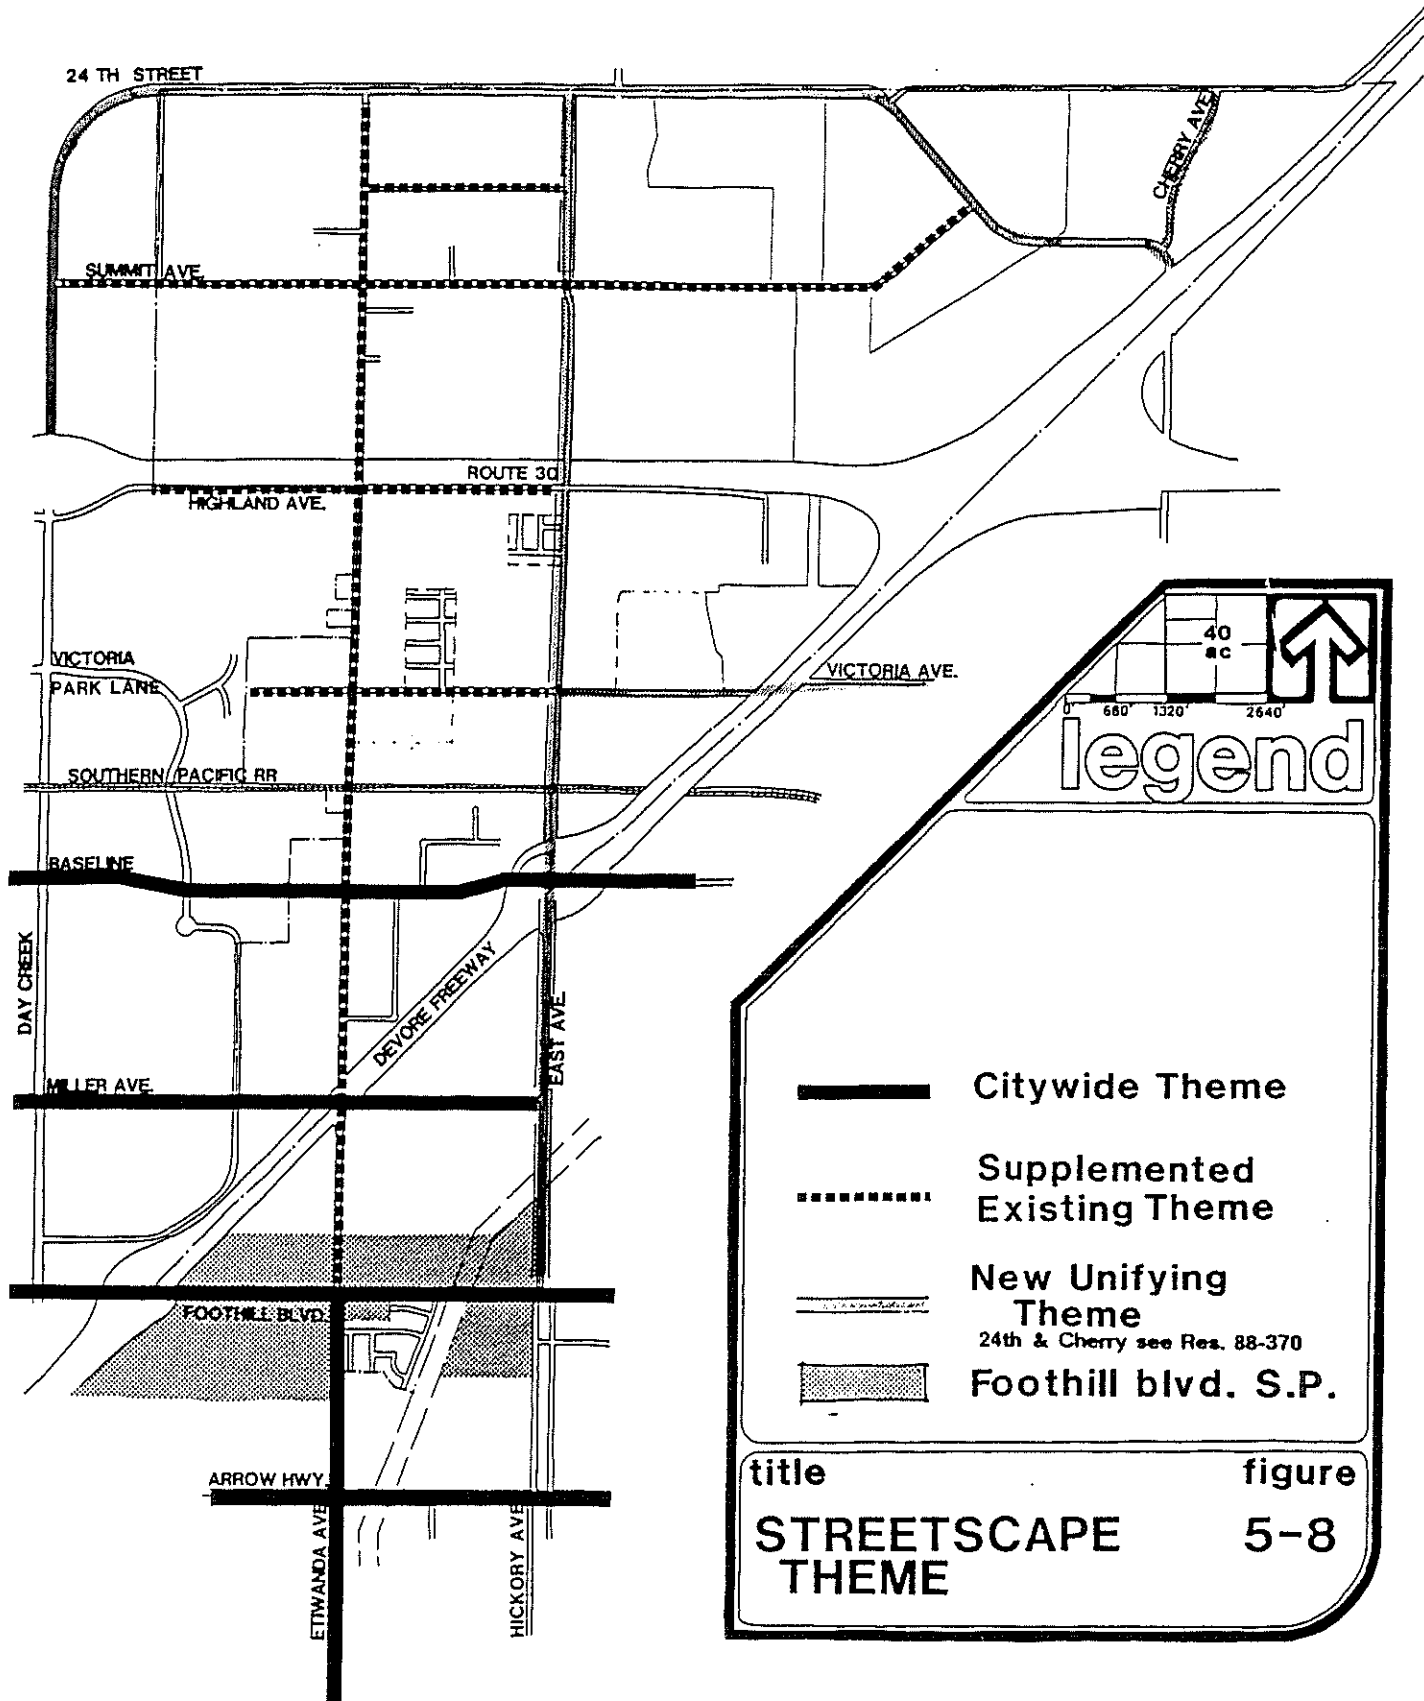 24 TH STREET
CHERRY AVE.
SUMMIT AVE.
ROUTE 30
HIGHLAND AVE.
VICTORIA
PARK LANE
VICTORIA AVE.
SOUTHERN PACIFIC RR
BASELINE
DAY CREEK
DEVORE FREEWAY
EAST AVE.
MILLER AVE.
FOOTHILL BLVD.
ARROW HWY.
ETIWANDA AVE
HICKORY AVE
40
ac
0' 660' 1320' 2640'
legend
Citywide Theme
Supplemented
Existing Theme
New Unifying
Theme
24th & Cherry see Res. 88-370
Foothill blvd. S.P.
title figure
STREETSCAPE 5-8
THEME